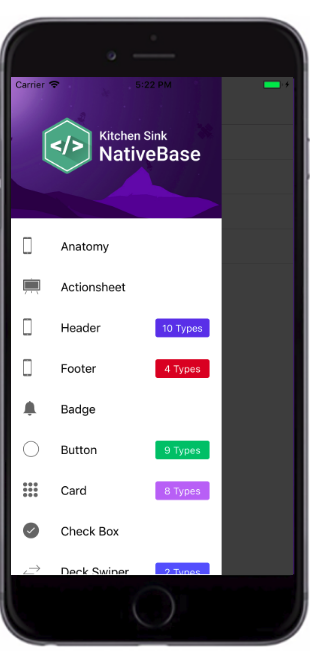 Carrier 5:22 PM
</>
Kitchen Sink
NativeBase
Anatomy
Actionsheet
Header 10 Types
Footer 4 Types
Badge
Button 9 Types
Card 8 Types
Check Box
Deck Swiper 2 Types